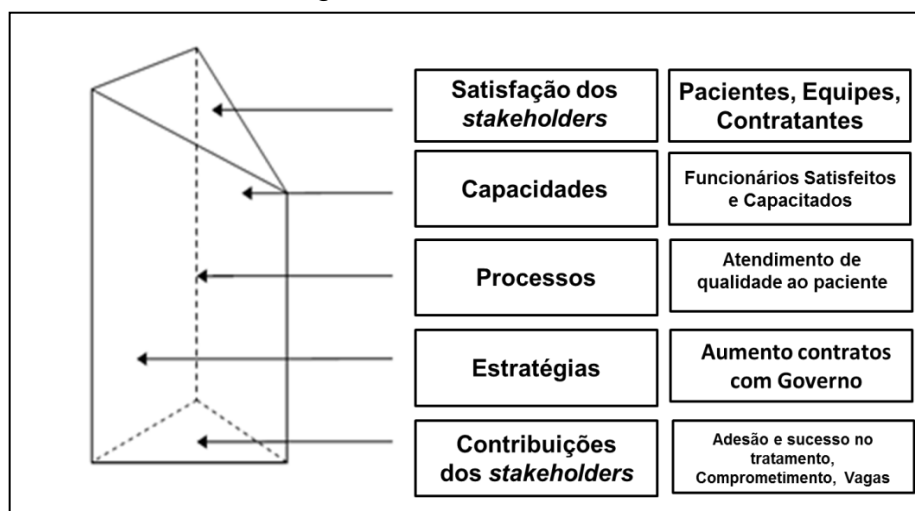 Satisfação dos
stakeholders
Pacientes, Equipes,
Contratantes
Capacidades
Funcionários Satisfeitos
e Capacitados
Processos
Atendimento de
qualidade ao paciente
Estratégias
Aumento contratos
com Governo
Contribuições
dos stakeholders
Adesão e sucesso no
tratamento,
Comprometimento, Vagas